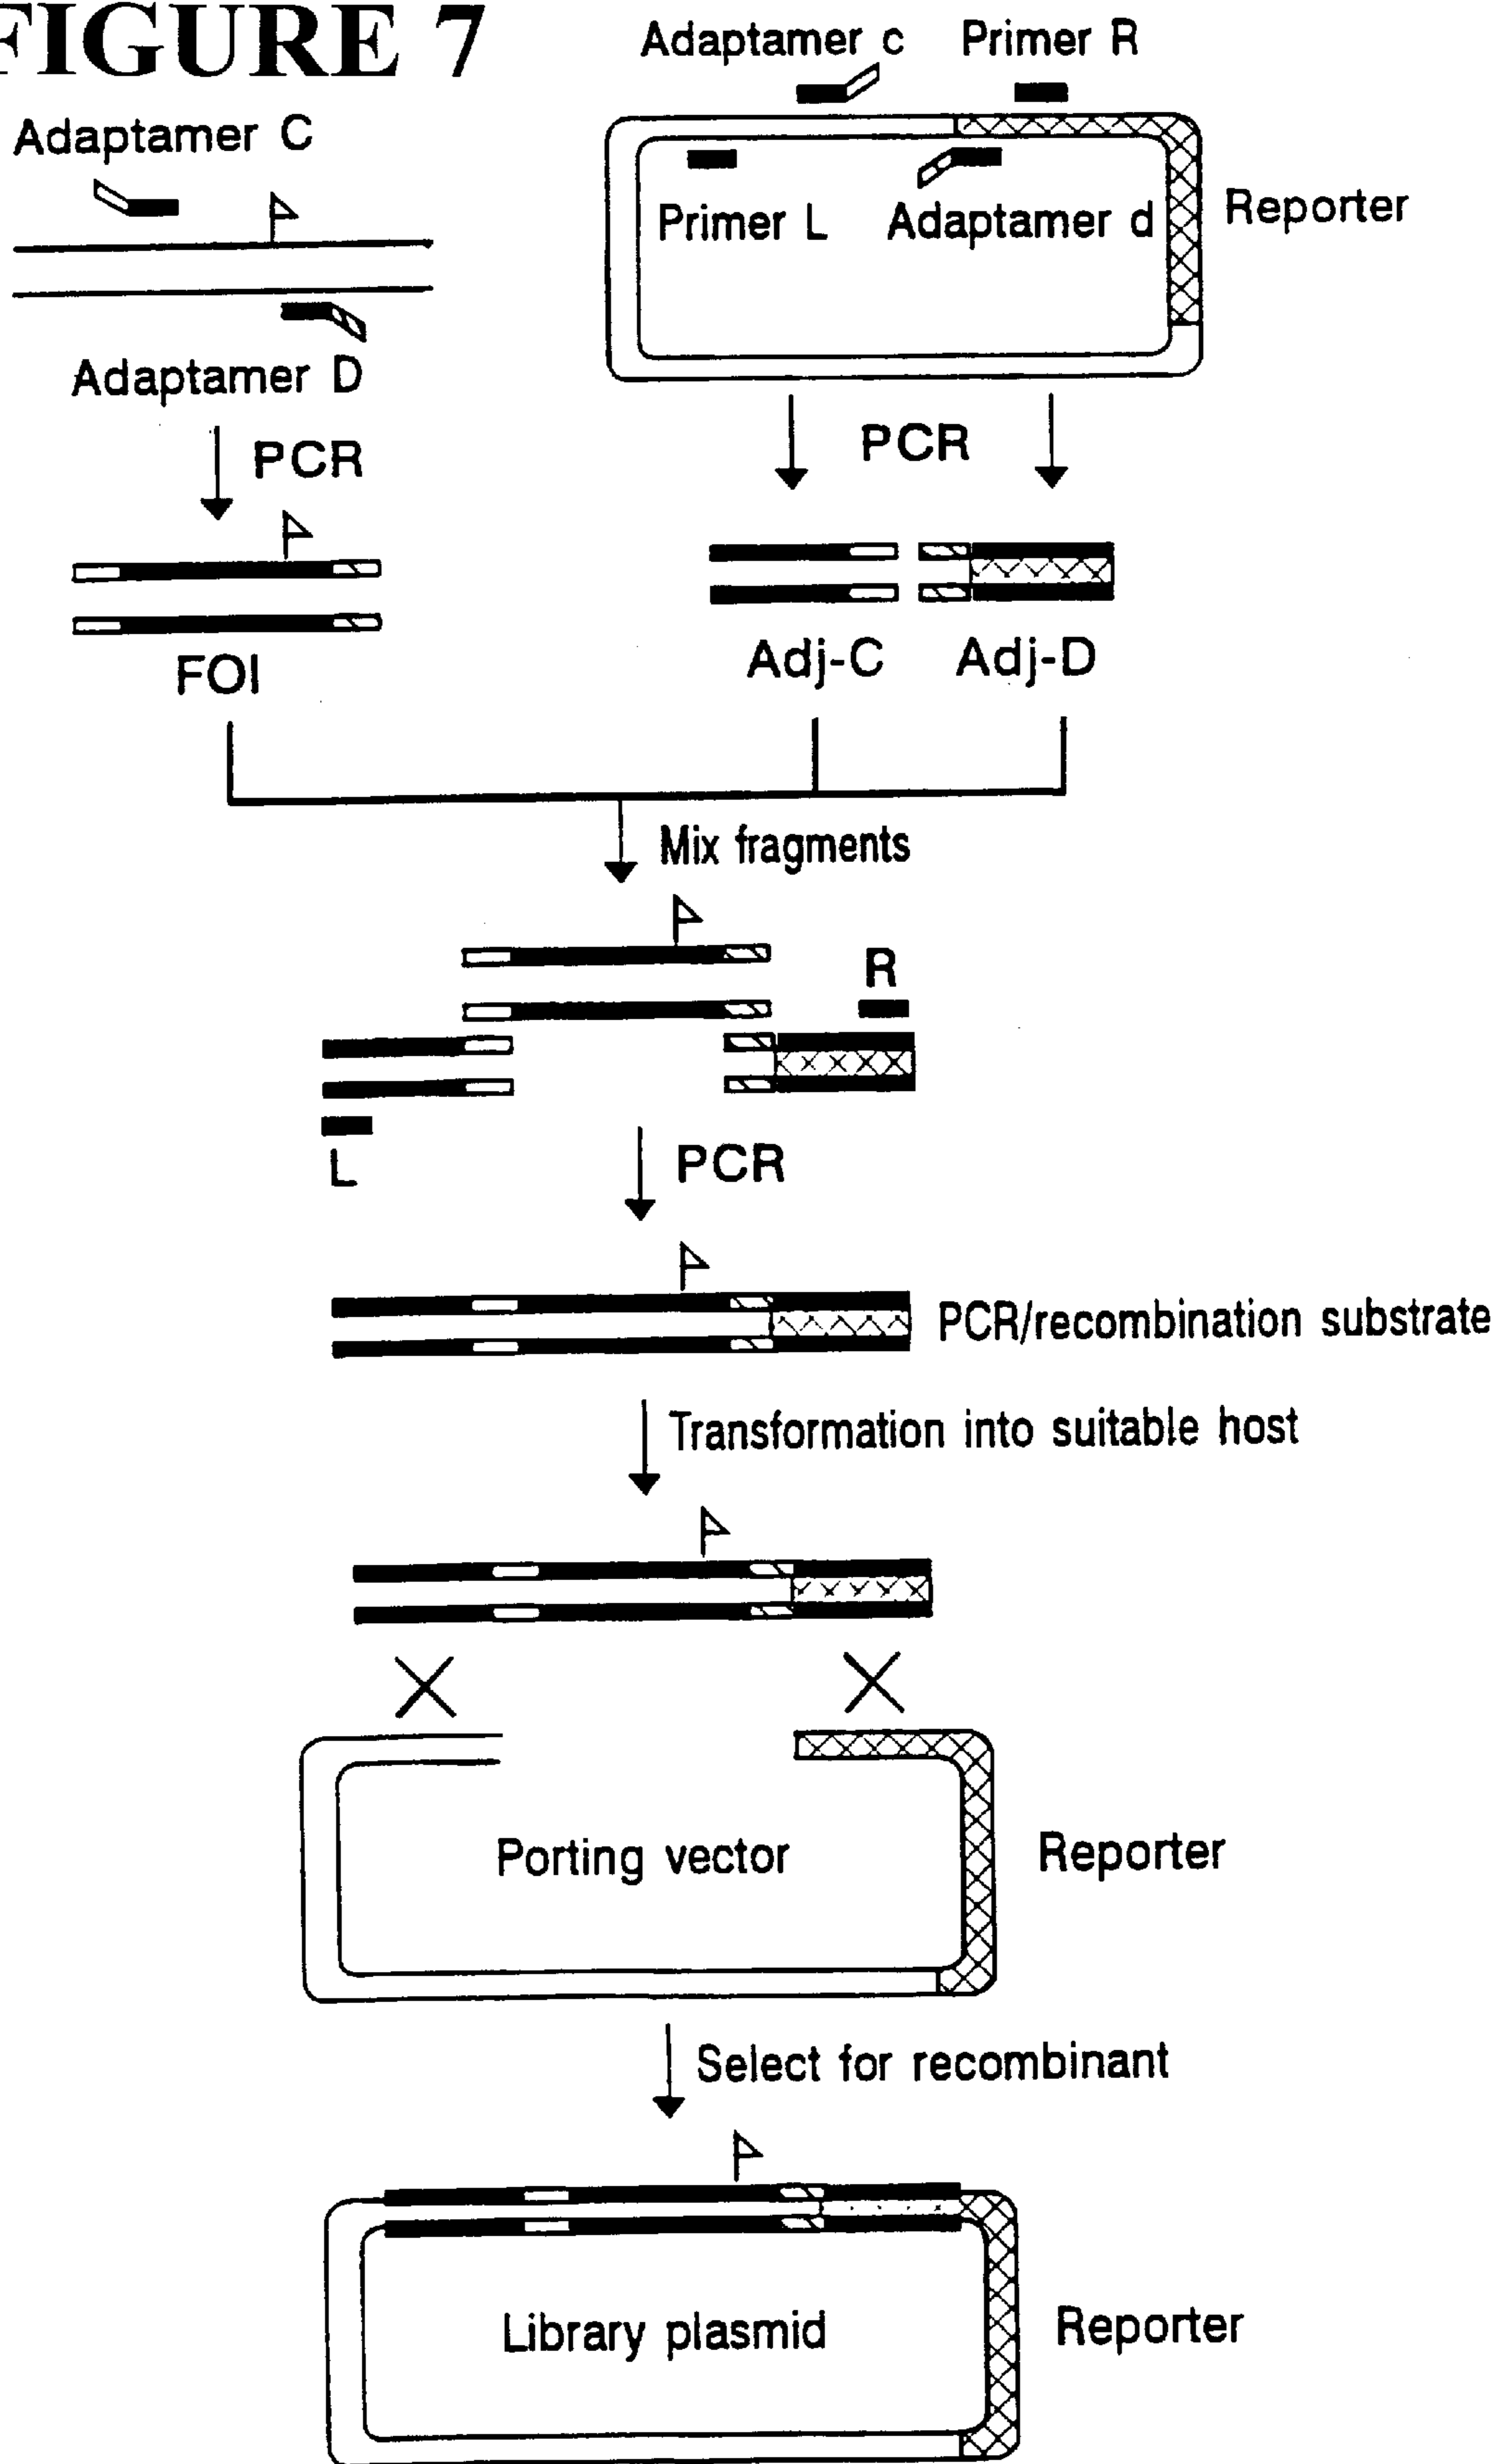 FIGURE 7
Adaptamer c Primer R
Adaptamer C
Primer L Adaptamer d
Reporter
Adaptamer D
PCR
PCR
FOI
Adj-C Adj-D
Mix fragments
R
L
PCR
PCR/recombination substrate
Transformation into suitable host
Porting vector
Reporter
Select for recombinant
Library plasmid
Reporter